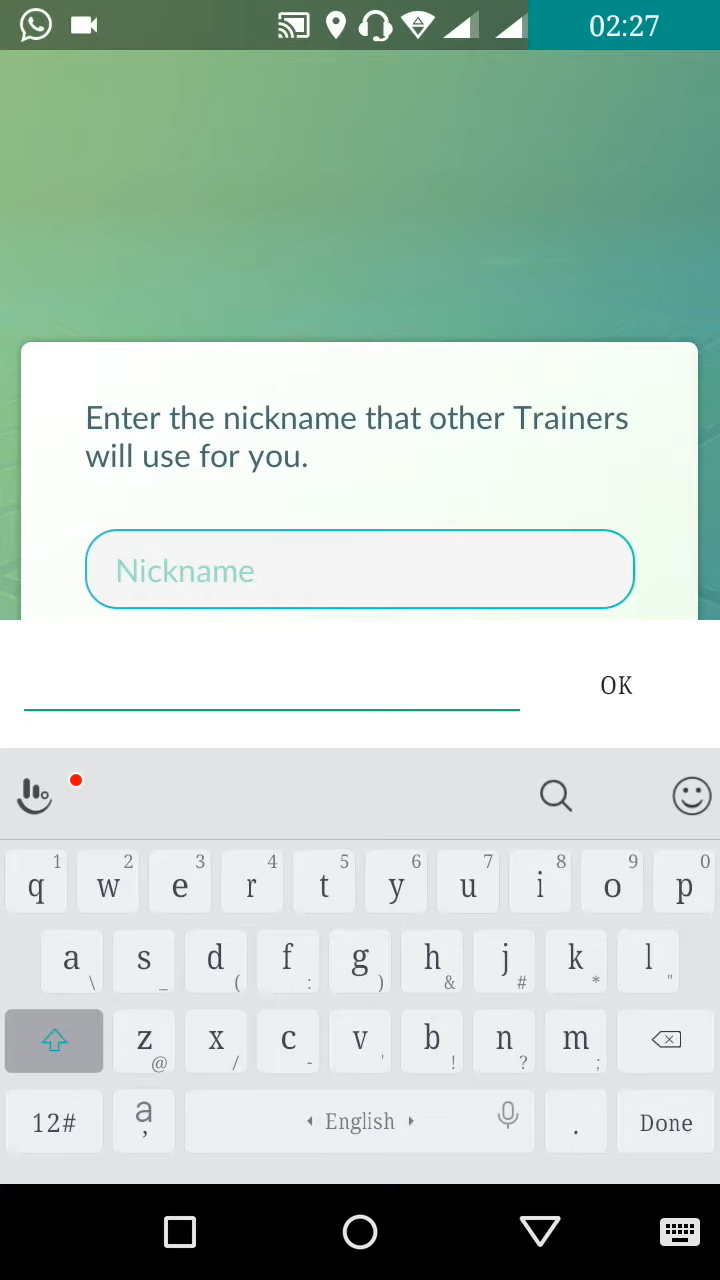 02:27
Enter the nickname that other Trainers
will use for you.
Nickname
OK
1 2 3 4 5 6 7 8 9 0
q w e r t y u i o p
a s d f g h j k l
\ _ ( : ) & # * "
z x c v b n m
@ / - ' ! ? ;
12# a , English . Done